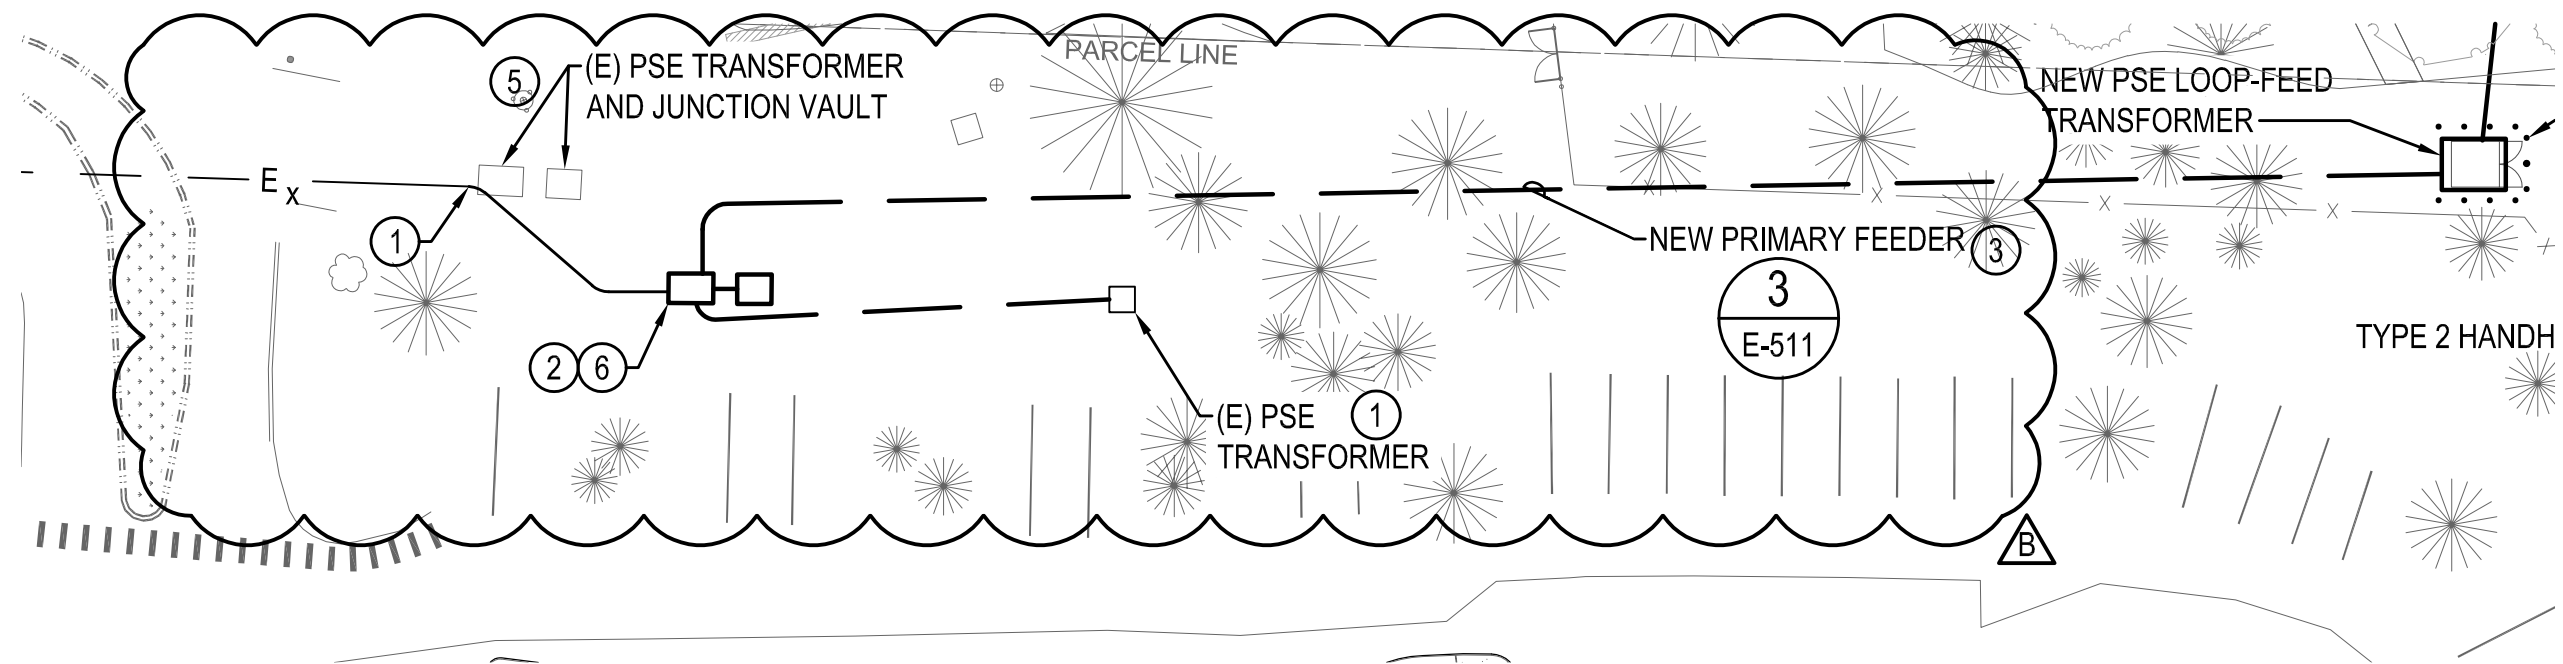 PARCEL LINE
5
(E) PSE TRANSFORMER
AND JUNCTION VAULT
NEW PSE LOOP-FEED
TRANSFORMER
E
x
1
NEW PRIMARY FEEDER
3
3
E-511
TYPE 2 HANDH
2
6
(E) PSE
1
TRANSFORMER
B